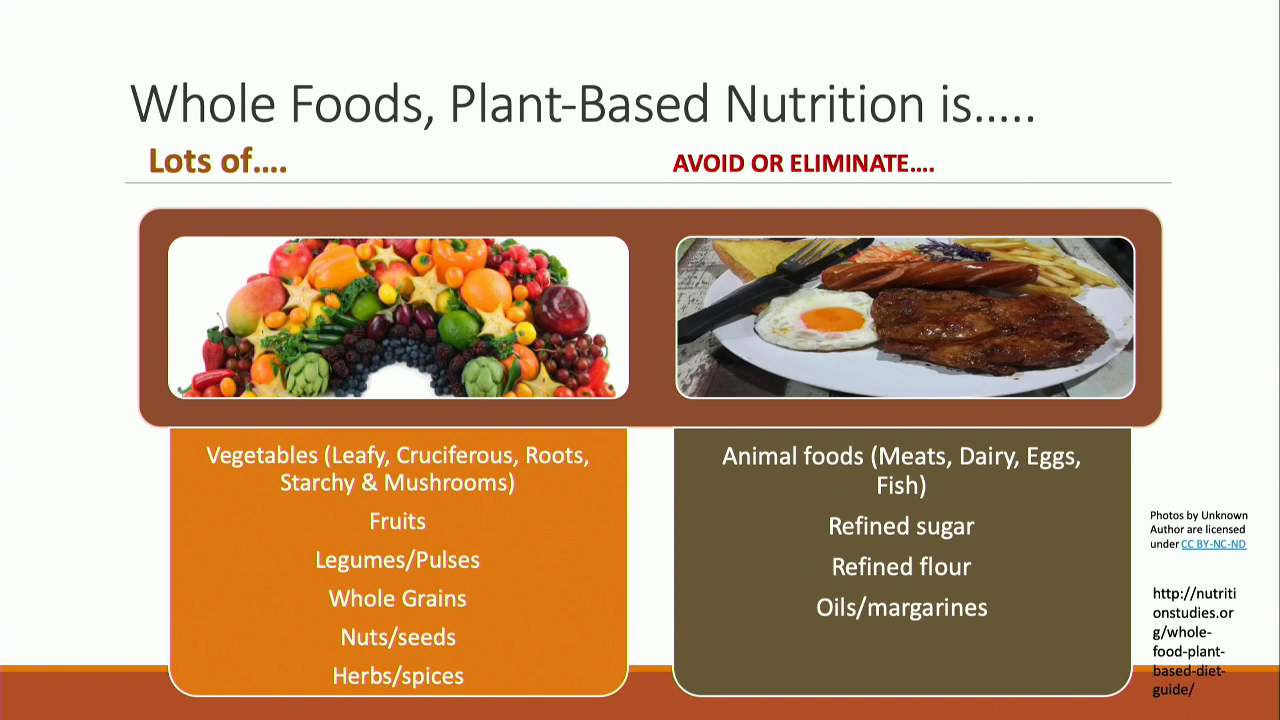 Whole Foods, Plant-Based Nutrition is.....
Lots of....
AVOID OR ELIMINATE....
Vegetables (Leafy, Cruciferous, Roots,
Starchy & Mushrooms)
Fruits
Legumes/Pulses
Whole Grains
Nuts/seeds
Herbs/spices
Animal foods (Meats, Dairy, Eggs,
Fish)
Refined sugar
Refined flour
Oils/margarines
Photos by Unknown
Author are licensed
under CC BY-NC-ND
http://nutriti
onstudies.or
g/whole-
food-plant-
based-diet-
guide/